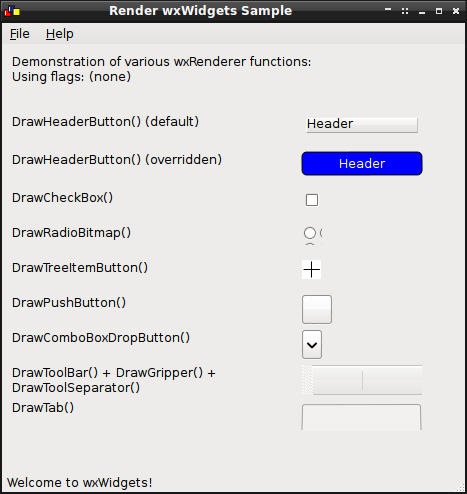 Render wxWidgets Sample
File Help
Demonstration of various wxRenderer functions:
Using flags: (none)
DrawHeaderButton() (default) Header
DrawHeaderButton() (overridden) Header
DrawCheckBox()
DrawRadioBitmap()
DrawTreeItemButton()
DrawPushButton()
DrawComboBoxDropButton()
DrawToolBar() + DrawGripper() +
DrawToolSeparator()
DrawTab()
Welcome to wxWidgets!